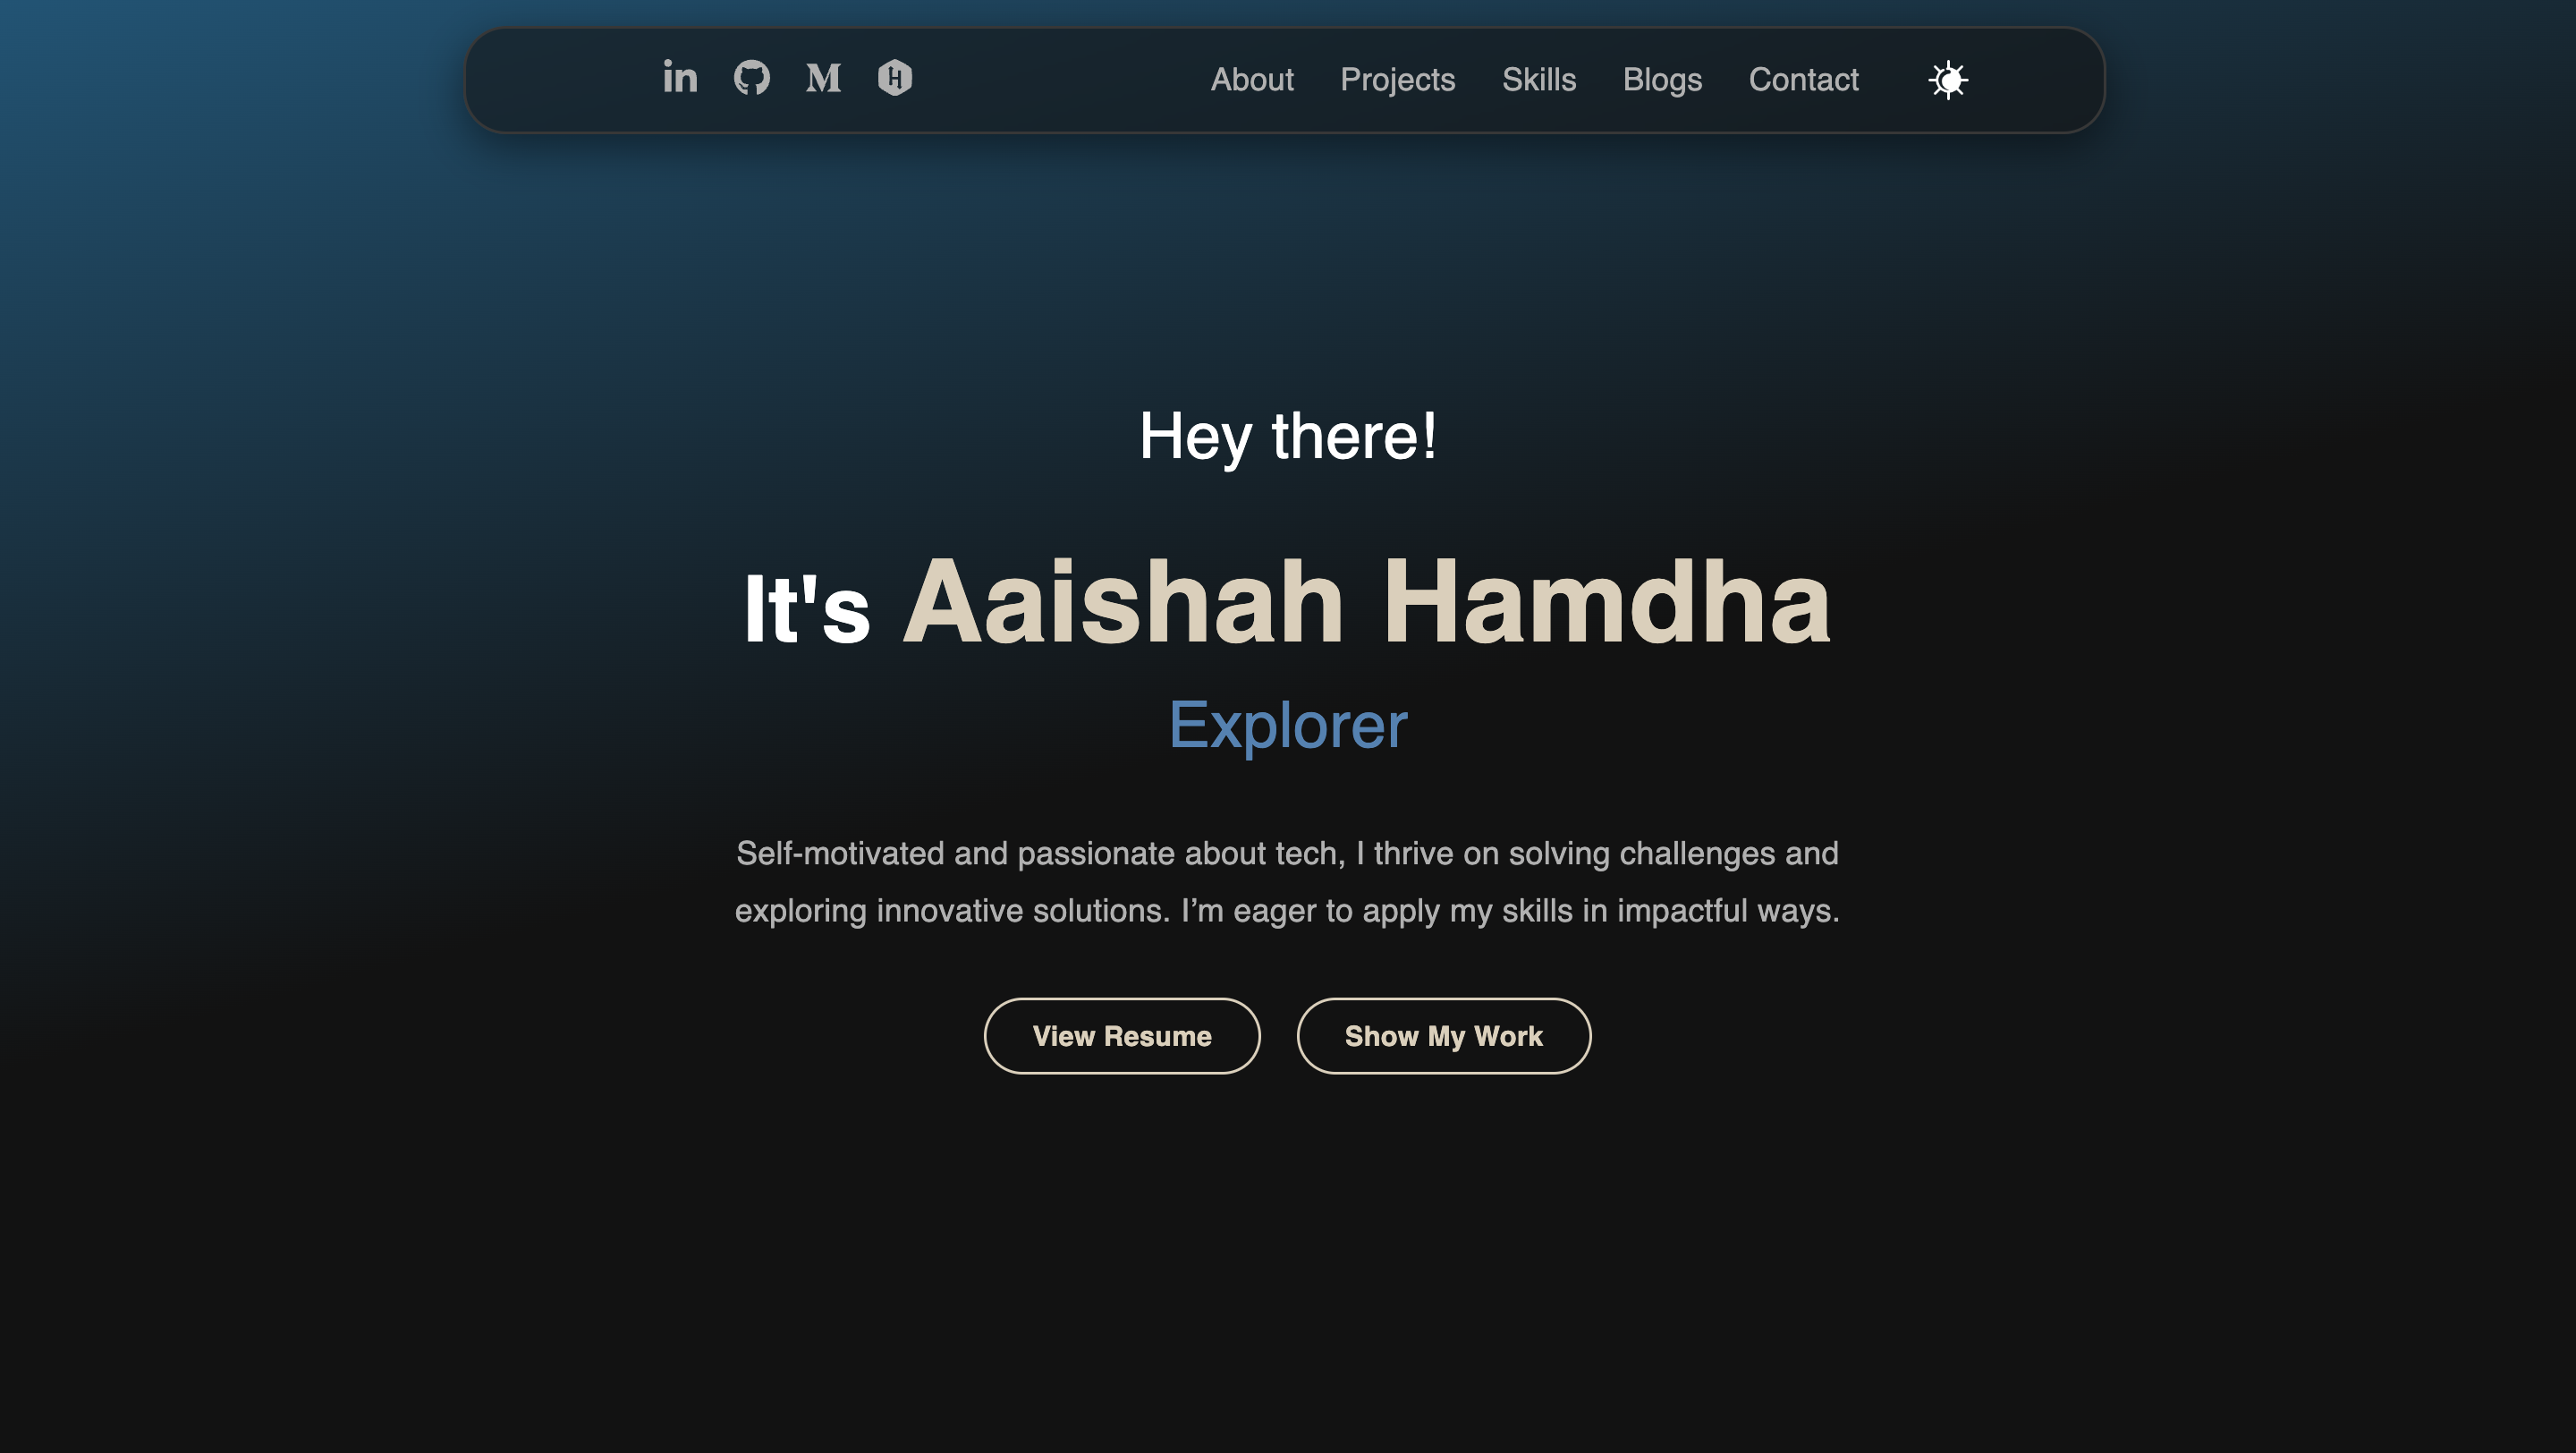 in M H About Projects Skills Blogs Contact
Hey there!
It's Aaishah Hamdha
Explorer
Self-motivated and passionate about tech, I thrive on solving challenges and
exploring innovative solutions. I’m eager to apply my skills in impactful ways.
View Resume Show My Work